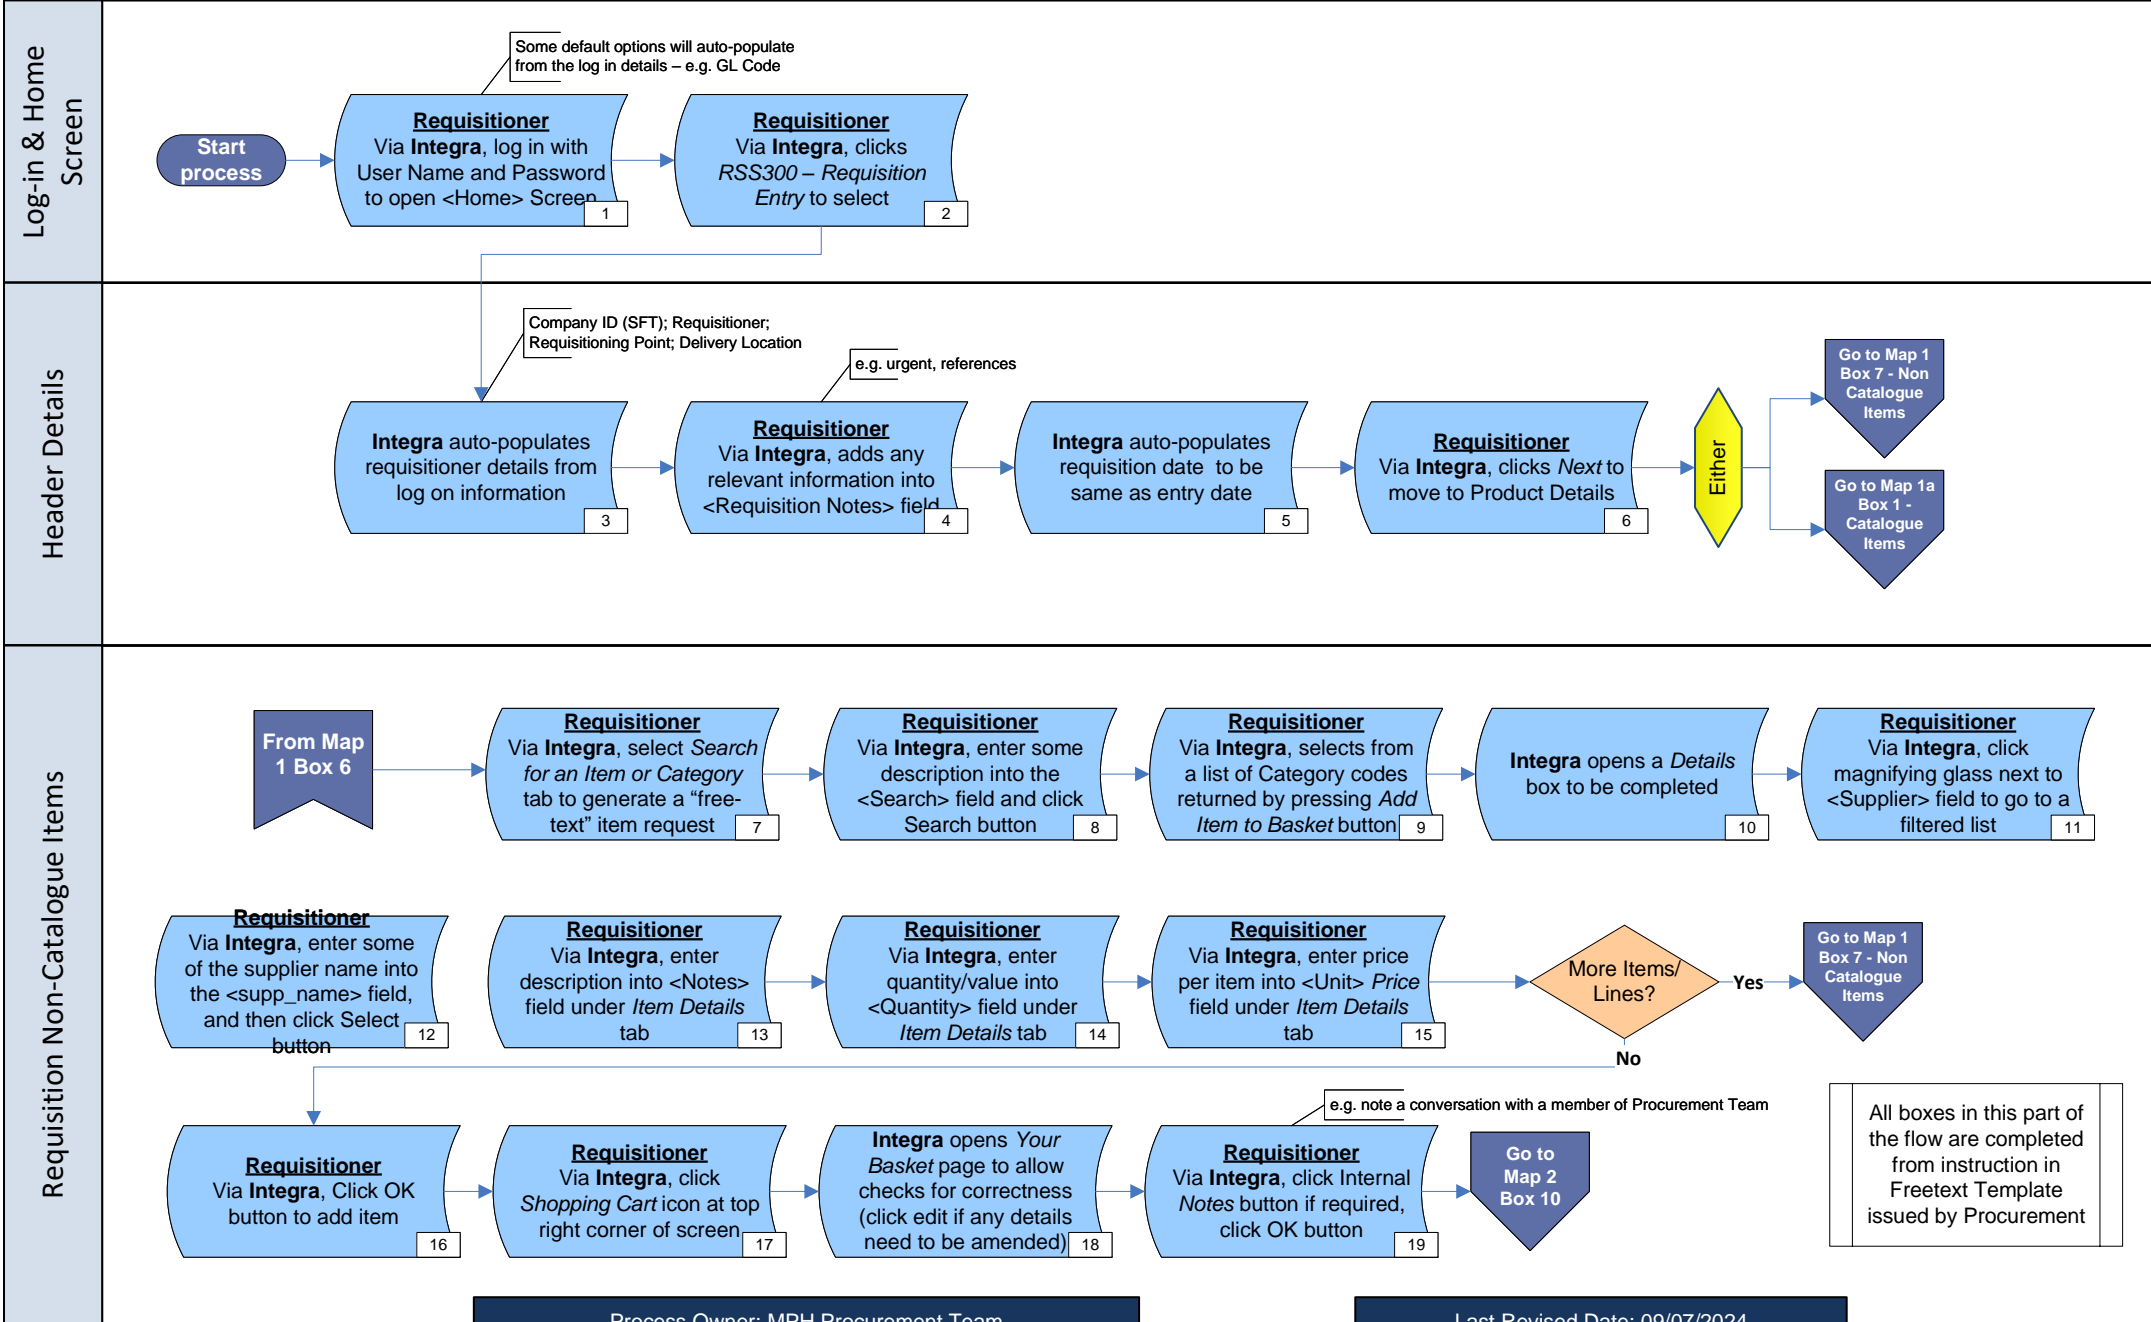 Log-in & Home
Screen
Some default options will auto-populate
from the log in details – e.g. GL Code
Start
process
Requisitioner
Via Integra, log in with
User Name and Password
to open <Home> Screen
1
Requisitioner
Via Integra, clicks
RSS300 – Requisition
Entry to select
2
Header Details
Company ID (SFT); Requisitioner;
Requisitioning Point; Delivery Location
e.g. urgent, references
Integra auto-populates
requisitioner details from
log on information
3
Requisitioner
Via Integra, adds any
relevant information into
<Requisition Notes> field
4
Integra auto-populates
requisition date to be
same as entry date
5
Requisitioner
Via Integra, clicks Next to
move to Product Details
6
Either
Go to Map 1
Box 7 - Non
Catalogue
Items
Go to Map 1a
Box 1 -
Catalogue
Items
Requisition Non-Catalogue Items
From Map
1 Box 6
Requisitioner
Via Integra, select Search
for an Item or Category
tab to generate a “free-
text” item request
7
Requisitioner
Via Integra, enter some
description into the
<Search> field and click
Search button
8
Requisitioner
Via Integra, selects from
a list of Category codes
returned by pressing Add
Item to Basket button
9
Integra opens a Details
box to be completed
10
Requisitioner
Via Integra, click
magnifying glass next to
<Supplier> field to go to a
filtered list
11
Requisitioner
Via Integra, enter some
of the supplier name into
the <supp_name> field,
and then click Select
button
12
Requisitioner
Via Integra, enter
description into <Notes>
field under Item Details
tab
13
Requisitioner
Via Integra, enter
quantity/value into
<Quantity> field under
Item Details tab
14
Requisitioner
Via Integra, enter price
per item into <Unit> Price
field under Item Details
tab
15
More Items/
Lines?
Yes
No
Go to Map 1
Box 7 - Non
Catalogue
Items
Requisitioner
Via Integra, Click OK
button to add item
16
Requisitioner
Via Integra, click
Shopping Cart icon at top
right corner of screen
17
Integra opens Your
Basket page to allow
checks for correctness
(click edit if any details
need to be amended)
18
e.g. note a conversation with a member of Procurement Team
Requisitioner
Via Integra, click Internal
Notes button if required,
click OK button
19
Go to
Map 2
Box 10
All boxes in this part of
the flow are completed
from instruction in
Freetext Template
issued by Procurement
Process Owner: MPH Procurement Team
Last Revised Date: 09/07/2024